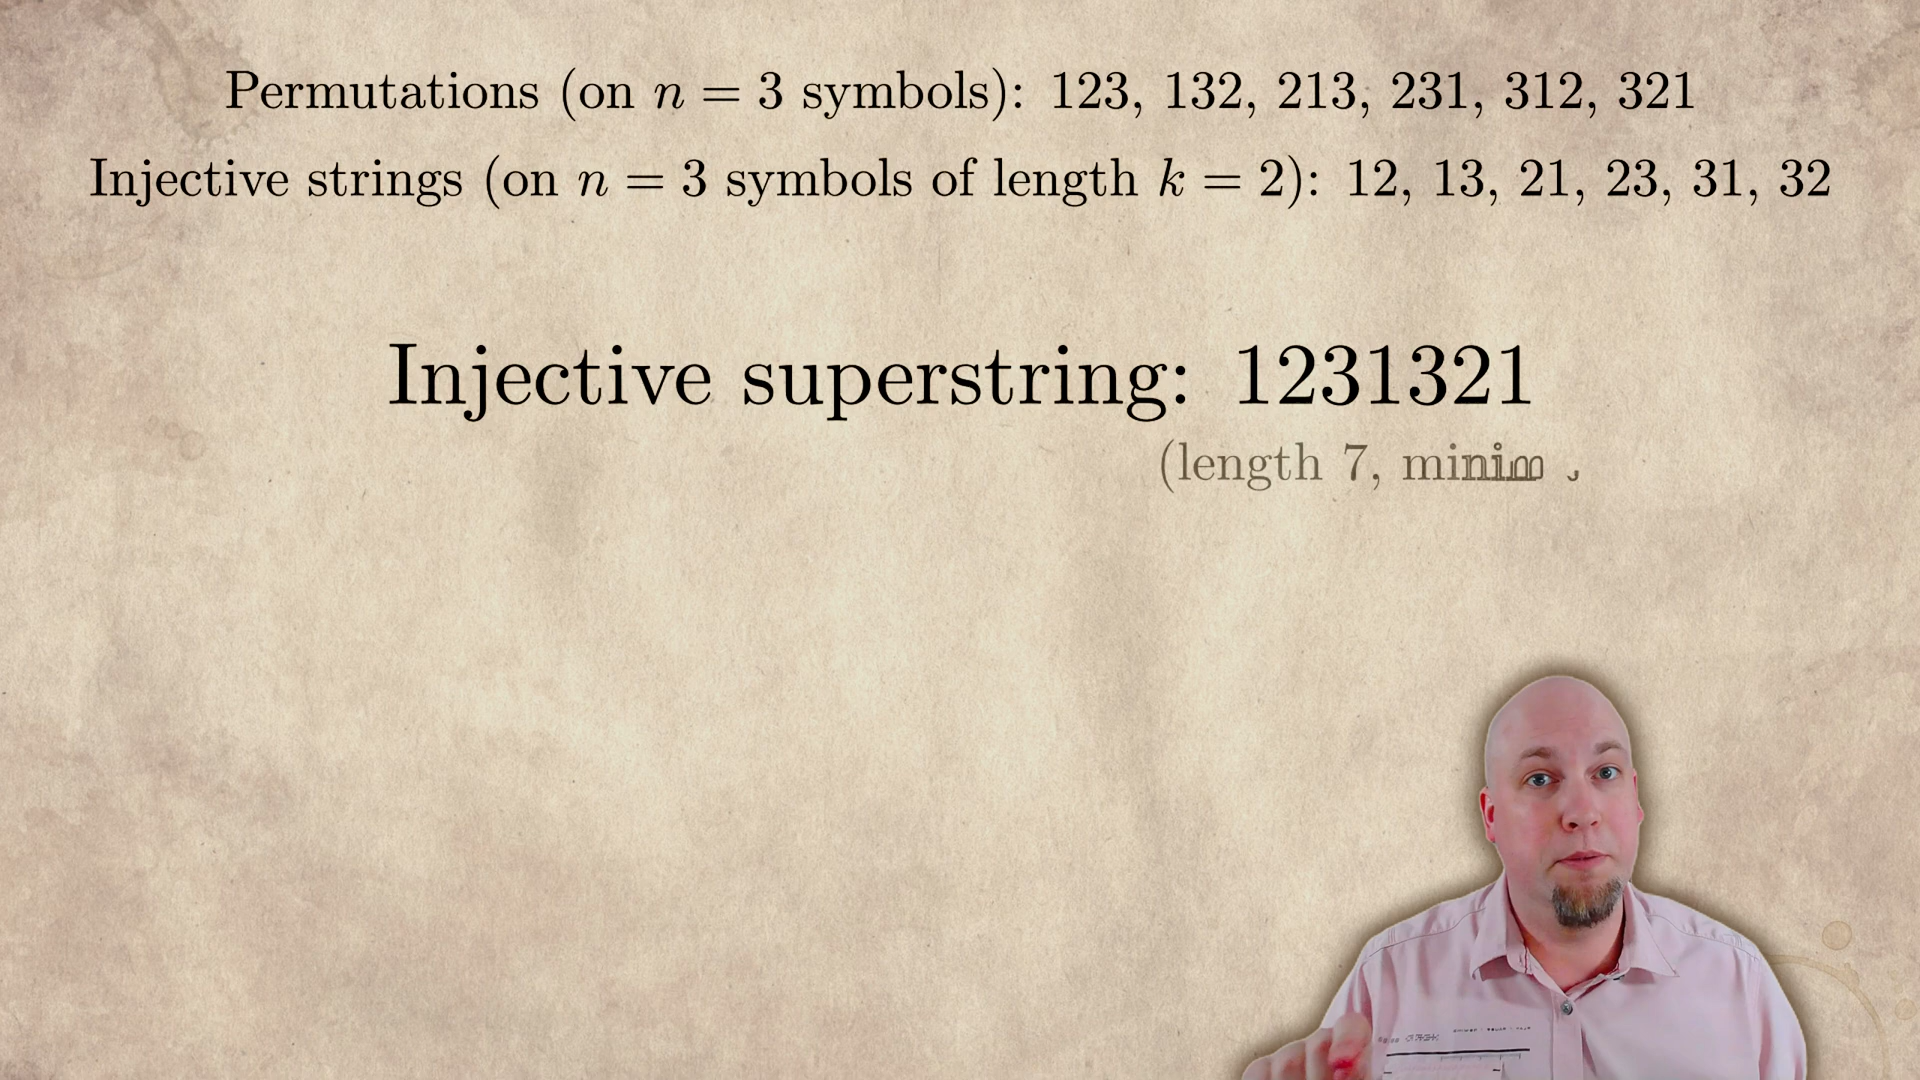 Permutations (on n = 3 symbols): 123, 132, 213, 231, 312, 321
Injective strings (on n = 3 symbols of length k = 2): 12, 13, 21, 23, 31, 32
Injective superstring: 1231321
(length 7,